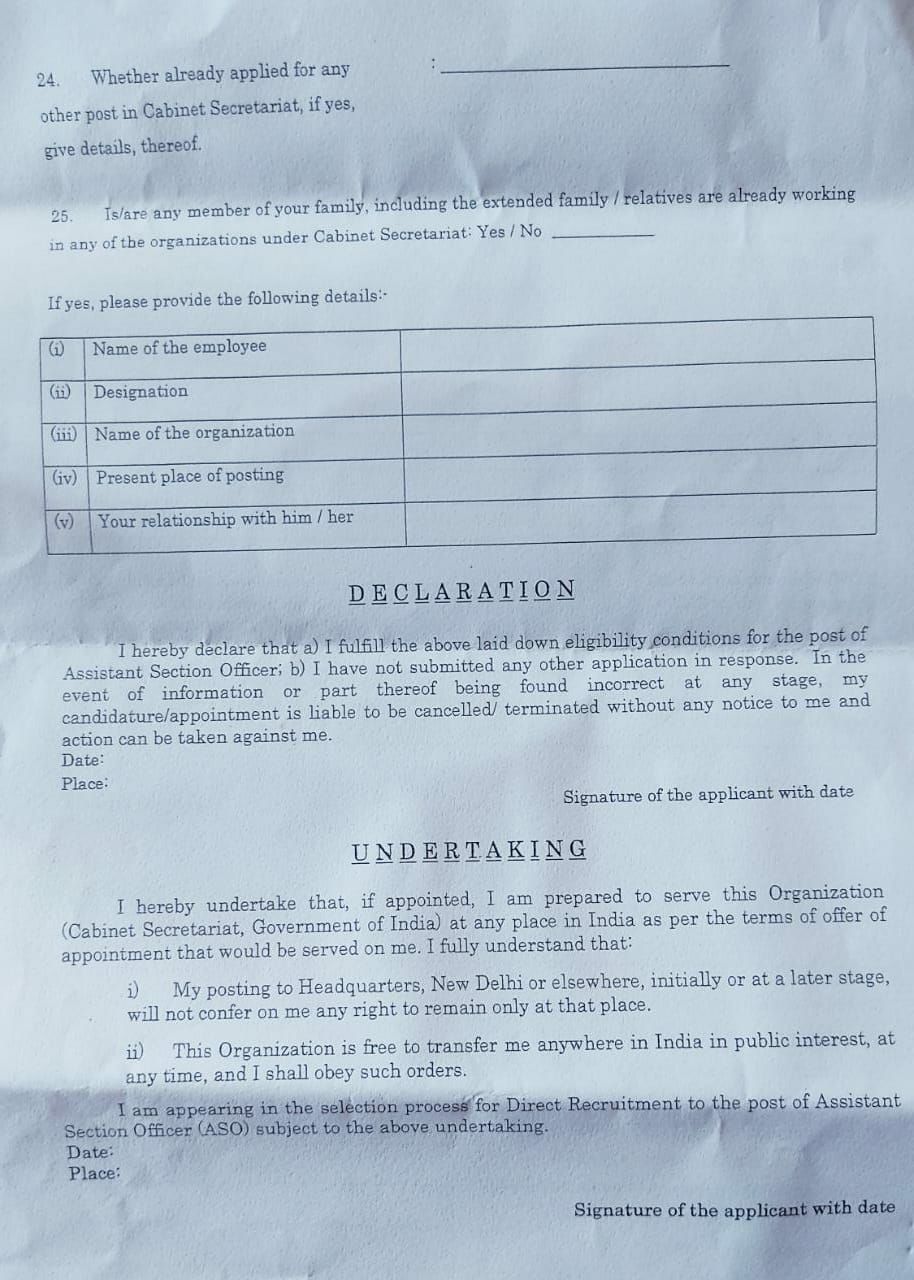 24. Whether already applied for any : 
other post in Cabinet Secretariat, if yes,
give details, thereof.
25. Is/are any member of your family, including the extended family / relatives are already working
in any of the organizations under Cabinet Secretariat: Yes / No
If yes, please provide the following details:-
(i) Name of the employee
(ii) Designation
(iii) Name of the organization
(iv) Present place of posting
(v) Your relationship with him / her
DECLARATION
I hereby declare that a) I fulfill the above laid down eligibility conditions for the post of
Assistant Section Officer; b) I have not submitted any other application in response. In the
event of information or part thereof being found incorrect at any stage, my
candidature/appointment is liable to be cancelled/ terminated without any notice to me and
action can be taken against me.
Date:
Place:
Signature of the applicant with date
UNDERTAKING
I hereby undertake that, if appointed, I am prepared to serve this Organization
(Cabinet Secretariat, Government of India) at any place in India as per the terms of offer of
appointment that would be served on me. I fully understand that:
i) My posting to Headquarters, New Delhi or elsewhere, initially or at a later stage,
will not confer on me any right to remain only at that place.
ii) This Organization is free to transfer me anywhere in India in public interest, at
any time, and I shall obey such orders.
I am appearing in the selection process for Direct Recruitment to the post of Assistant
Section Officer (ASO) subject to the above undertaking.
Date:
Place:
Signature of the applicant with date